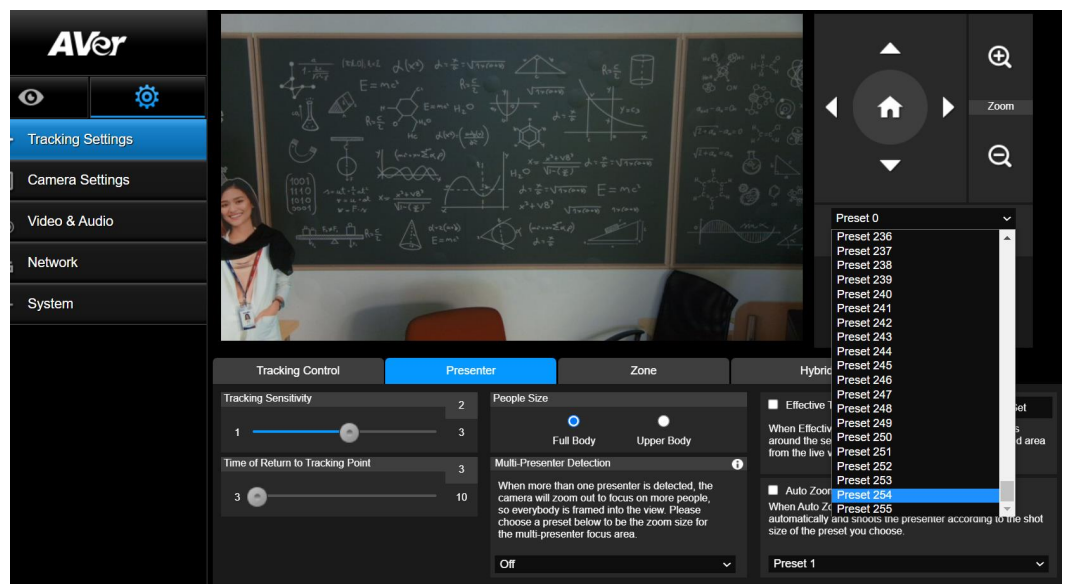 AVer
Tracking Settings
Camera Settings
Video & Audio
Network
System
Zoom
Preset 0
Preset 236
Preset 237
Preset 238
Preset 239
Preset 240
Preset 241
Preset 242
Preset 243
Preset 244
Preset 245
Preset 246
Preset 247
Preset 248
Preset 249
Preset 250
Preset 251
Preset 252
Preset 253
Preset 254
Preset 255
Tracking Control
Presenter
Zone
Hybrid
Tracking Sensitivity
2
1
3
Time of Return to Tracking Point
3
3
10
People Size
Full Body
Upper Body
Multi-Presenter Detection
When more than one presenter is detected, the
camera will zoom out to focus on more people,
so everybody is framed into the view. Please
choose a preset below to be the zoom size for
the multi-presenter focus area.
Off
Effective
When Effectiv
around the se
d area
from the live v
Auto Zoom
When Auto Zo
automatically and shoots the presenter according to the shot
size of the preset you choose.
Preset 1
E=mc²
H₂O
E=mc²